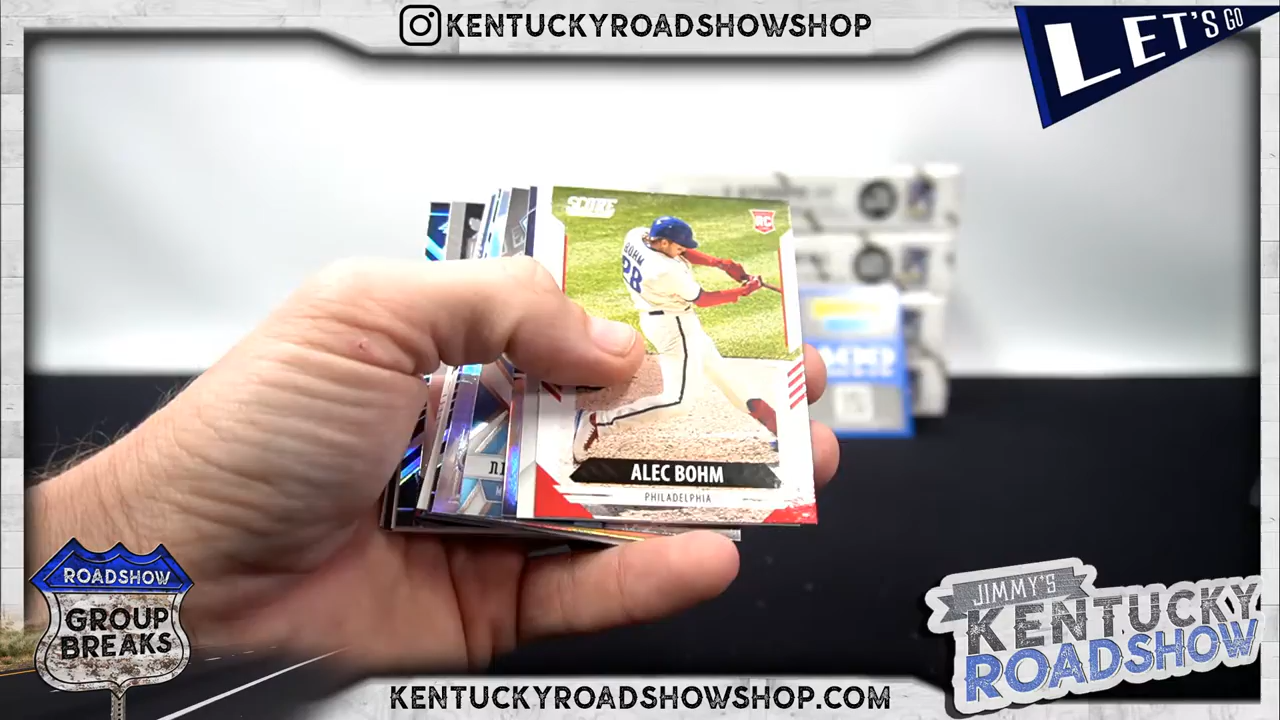 KENTUCKYROADSHOWSHOP
LET'S GO
SCORE
RC
BOHM
28
ALEC BOHM
PHILADELPHIA
ROADSHOW
GROUP
BREAKS
JIMMY'S
KENTUCKY
ROADSHOW
KENTUCKYROADSHOWSHOP.COM